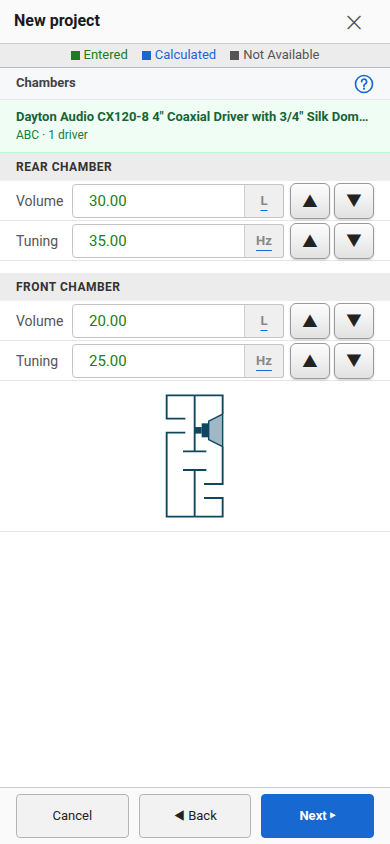 New project
Entered Calculated Not Available
Chambers
Dayton Audio CX120-8 4" Coaxial Driver with 3/4" Silk Dom…
ABC · 1 driver
REAR CHAMBER
Volume 30.00 L
Tuning 35.00 Hz
FRONT CHAMBER
Volume 20.00 L
Tuning 25.00 Hz
Cancel Back Next